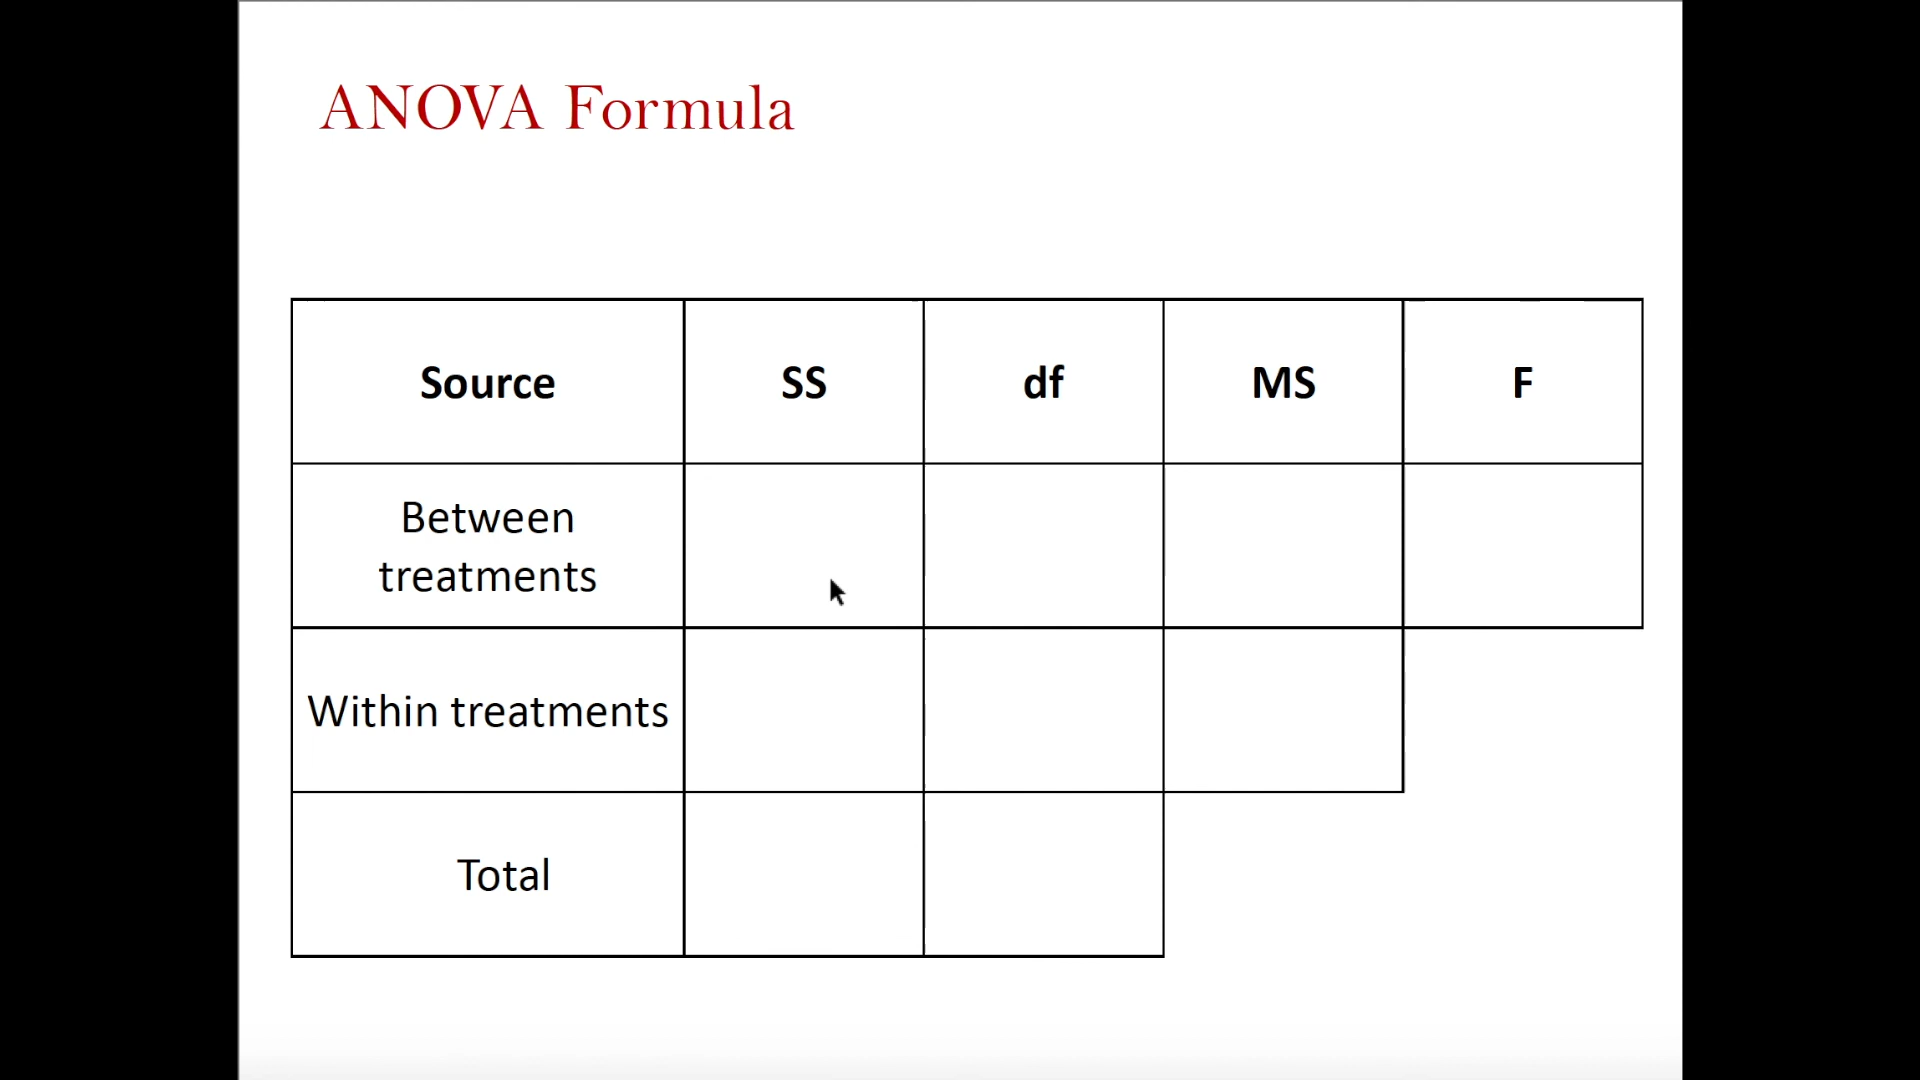 ANOVA Formula
Source SS df MS F
Between
treatments
Within treatments
Total